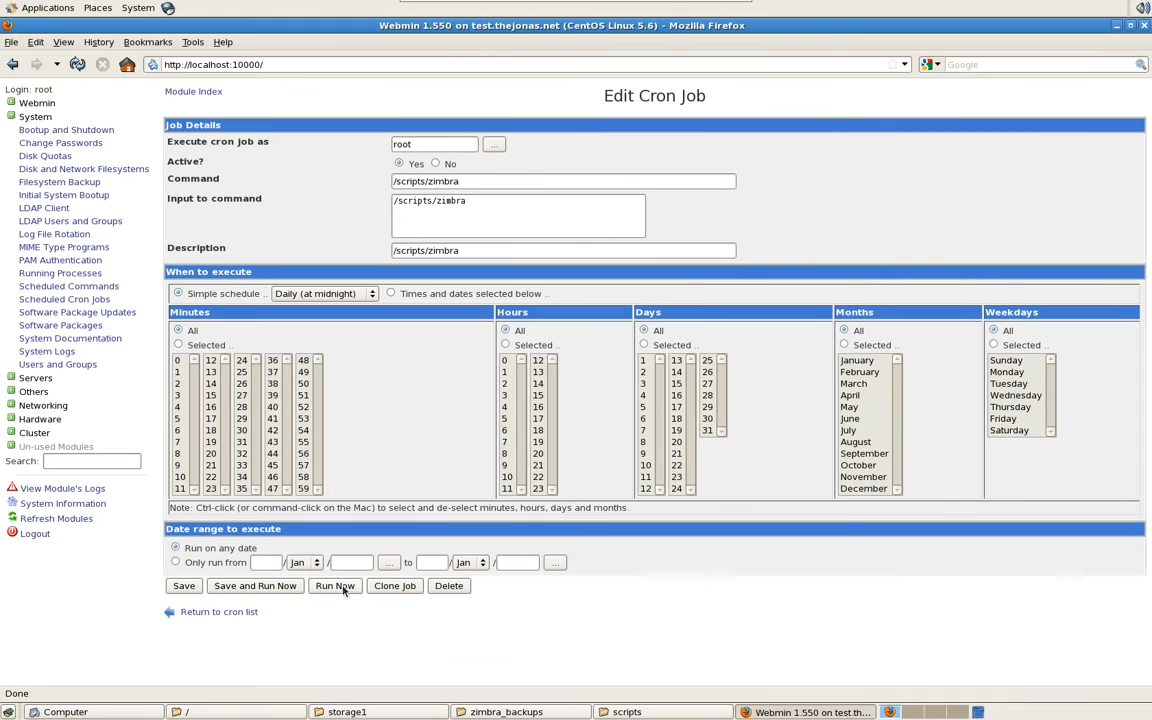 Applications Places System
Webmin 1.550 on test.thejonas.net (CentOS Linux 5.6) - Mozilla Firefox
File Edit View History Bookmarks Tools Help
http://localhost:10000/ Google
Login: root
Webmin
System
Bootup and Shutdown
Change Passwords
Disk Quotas
Disk and Network Filesystems
Filesystem Backup
Initial System Bootup
LDAP Client
LDAP Users and Groups
Log File Rotation
MIME Type Programs
PAM Authentication
Running Processes
Scheduled Commands
Scheduled Cron Jobs
Software Package Updates
Software Packages
System Documentation
System Logs
Users and Groups
Servers
Others
Networking
Hardware
Cluster
Un-used Modules
Search:
View Module's Logs
System Information
Refresh Modules
Logout
Module Index
Edit Cron Job
Job Details
Execute cron job as root ...
Active? Yes No
Command /scripts/zimbra
Input to command /scripts/zimbra
Description /scripts/zimbra
When to execute
Simple schedule .. Daily (at midnight) Times and dates selected below ..
Minutes Hours Days Months Weekdays
All All All All All
Selected .. Selected .. Selected .. Selected .. Selected ..
0 12 24 36 48 0 12 1 13 25 January Sunday
1 13 25 37 49 1 13 2 14 26 February Monday
2 14 26 38 50 2 14 3 15 27 March Tuesday
3 15 27 39 51 3 15 4 16 28 April Wednesday
4 16 28 40 52 4 16 5 17 29 May Thursday
5 17 29 41 53 5 17 6 18 30 June Friday
6 18 30 42 54 6 18 7 19 31 July Saturday
7 19 31 43 55 7 19 8 20 August
8 20 32 44 56 8 20 9 21 September
9 21 33 45 57 9 21 10 22 October
10 22 34 46 58 10 22 11 23 November
11 23 35 47 59 11 23 12 24 December
Note: Ctrl-click (or command-click on the Mac) to select and de-select minutes, hours, days and months.
Date range to execute
Run on any date
Only run from / Jan / ... to / Jan / ...
Save Save and Run Now Run Now Clone Job Delete
Return to cron list
Done
Computer / storage1 zimbra_backups scripts Webmin 1.550 on test.th...